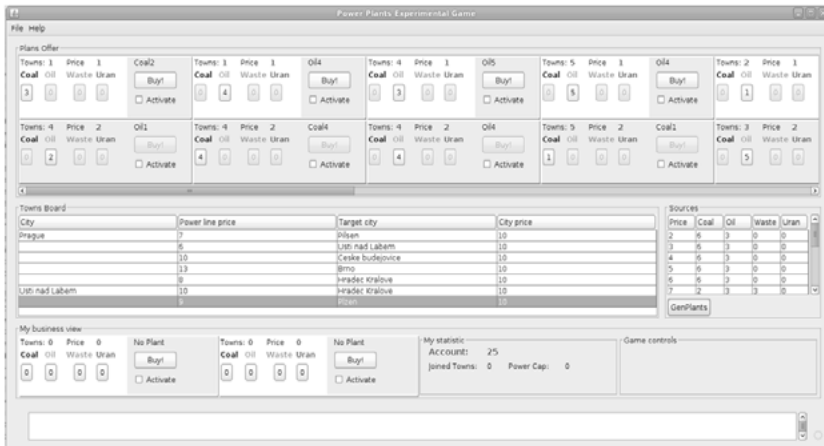 Power Plants Experimental Game
File Help
Plans Offer
Towns: 1 Price 1 Coal2 Towns: 1 Price 1 Oil4 Towns: 4 Price 1 Oil5 Towns: 5 Price 1 Oil4 Towns: 2 Price 1
Coal Oil Waste Uran Buy! Coal Oil Waste Uran Buy! Coal Oil Waste Uran Buy! Coal Oil Waste Uran Buy! Coal Oil Waste Uran
3 0 0 0 Activate 0 4 0 0 Activate 0 3 0 0 Activate 0 5 0 0 Activate 0 1 0 0
Towns: 4 Price 2 Oil1 Towns: 4 Price 2 Coal4 Towns: 4 Price 2 Oil4 Towns: 5 Price 2 Coal1 Towns: 3 Price 2
Coal Oil Waste Uran Buy! Coal Oil Waste Uran Buy! Coal Oil Waste Uran Buy! Coal Oil Waste Uran Buy! Coal Oil Waste Uran
0 2 0 0 Activate 4 0 0 0 Activate 0 4 0 0 Activate 1 0 0 0 Activate 0 5 0 0
Towns Board
City Power line price Target city City price
Prague 7 Pilsen 10
6 Usti nad Labem 10
10 Ceske budejovice 10
13 Brno 10
8 Hradec Kralove 10
Usti nad Labem 10 Hradec Kralove 10
9 Plzen 10
Sources
Price Coal Oil Waste Uran
2 6 3 0 0
3 6 3 0 0
4 6 3 0 0
5 6 3 0 0
6 6 3 0 0
7 2 3 3 0
GenPlants
My business view
Towns: 0 Price 0 No Plant Towns: 0 Price 0 No Plant
Coal Oil Waste Uran Buy! Coal Oil Waste Uran Buy!
0 0 0 0 Activate 0 0 0 0 Activate
My statistic
Account: 25
Joined Towns: 0 Power Cap: 0
Game controls